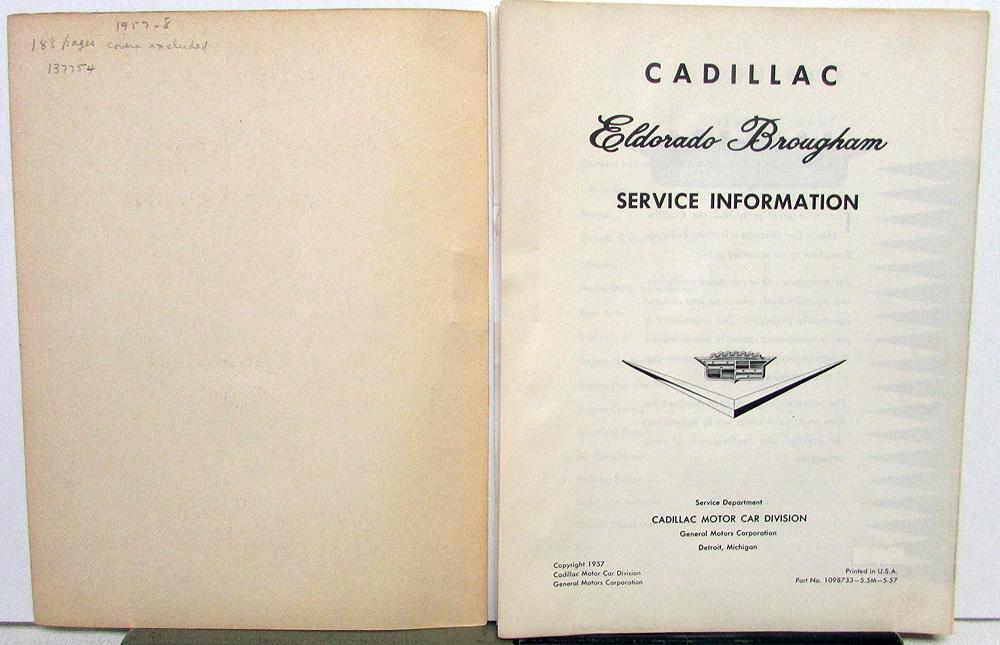 1957-8
188 pages covers excluded
137754
CADILLAC
Eldorado Brougham
SERVICE INFORMATION
Service Department
CADILLAC MOTOR CAR DIVISION
General Motors Corporation
Detroit, Michigan
Copyright 1957
Cadillac Motor Car Division
General Motors Corporation
Printed in U.S.A.
Part No. 1098733—5.5M—5-57